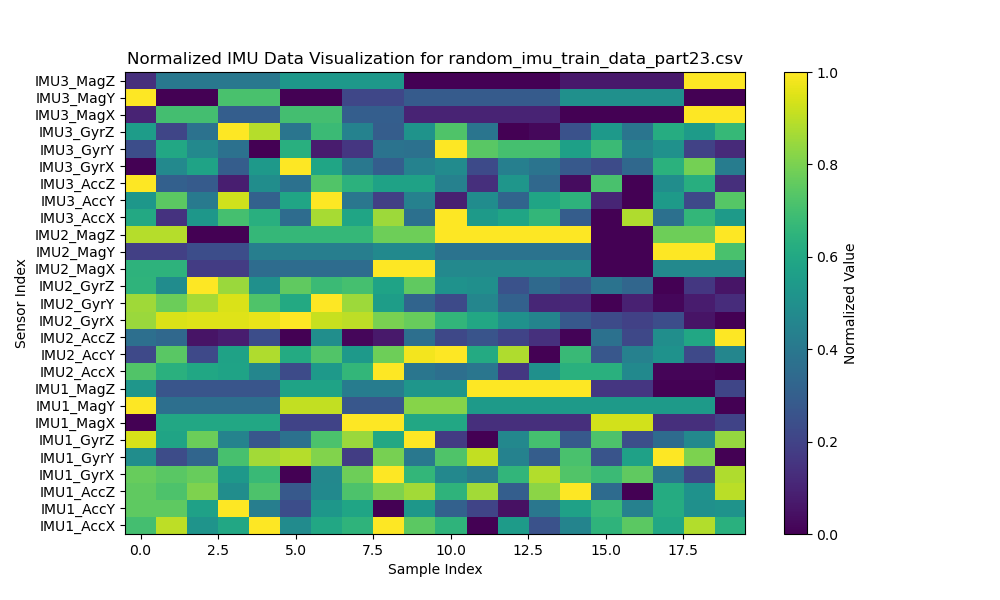 Normalized IMU Data Visualization for random_imu_train_data_part23.csv
IMU3_MagZ
IMU3_MagY
IMU3_MagX
IMU3_GyrZ
IMU3_GyrY
IMU3_GyrX
IMU3_AccZ
IMU3_AccY
IMU3_AccX
IMU2_MagZ
IMU2_MagY
IMU2_MagX
IMU2_GyrZ
IMU2_GyrY
IMU2_GyrX
IMU2_AccZ
IMU2_AccY
IMU2_AccX
IMU1_MagZ
IMU1_MagY
IMU1_MagX
IMU1_GyrZ
IMU1_GyrY
IMU1_GyrX
IMU1_AccZ
IMU1_AccY
IMU1_AccX
Sensor Index
0.0 2.5 5.0 7.5 10.0 12.5 15.0 17.5
Sample Index
1.0
0.8
0.6
0.4
0.2
0.0
Normalized Value